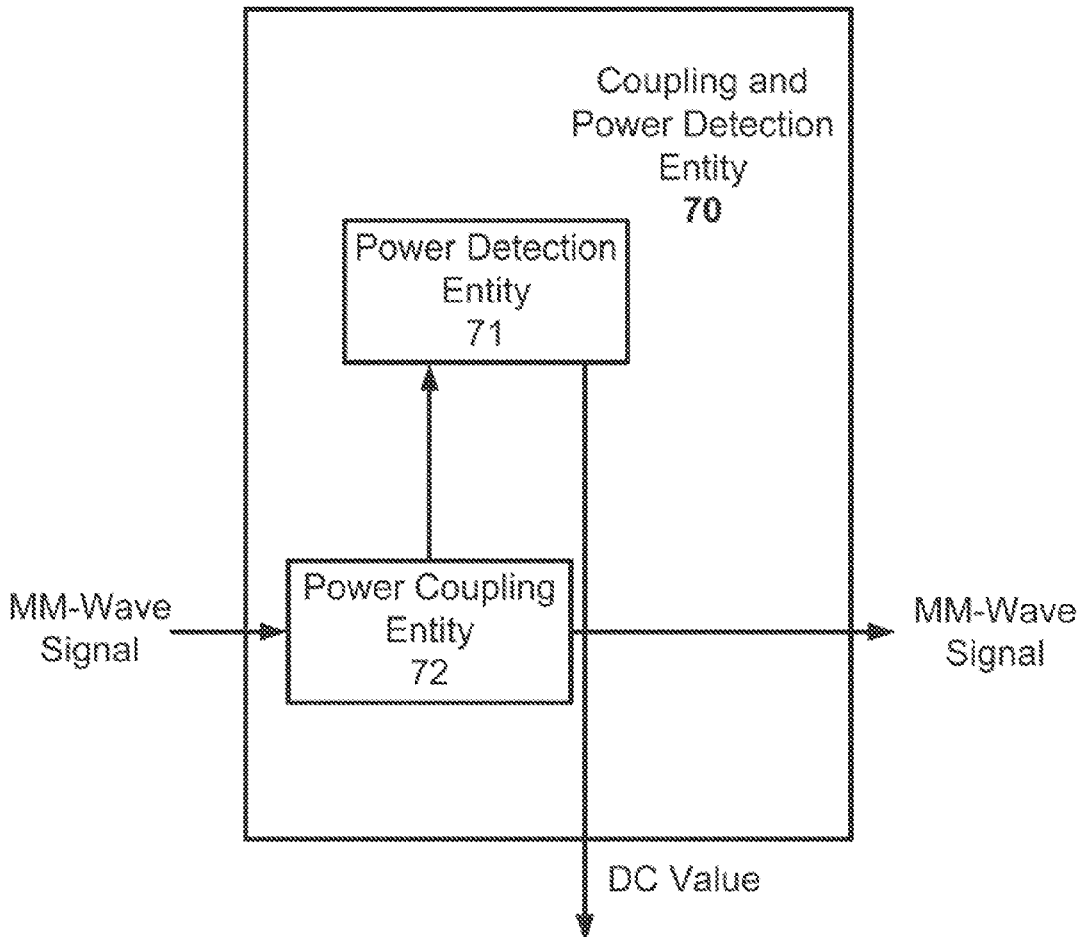 Coupling and
Power Detection
Entity
70
Power Detection
Entity
71
Power Coupling
Entity
72
MM-Wave
Signal
MM-Wave
Signal
DC Value